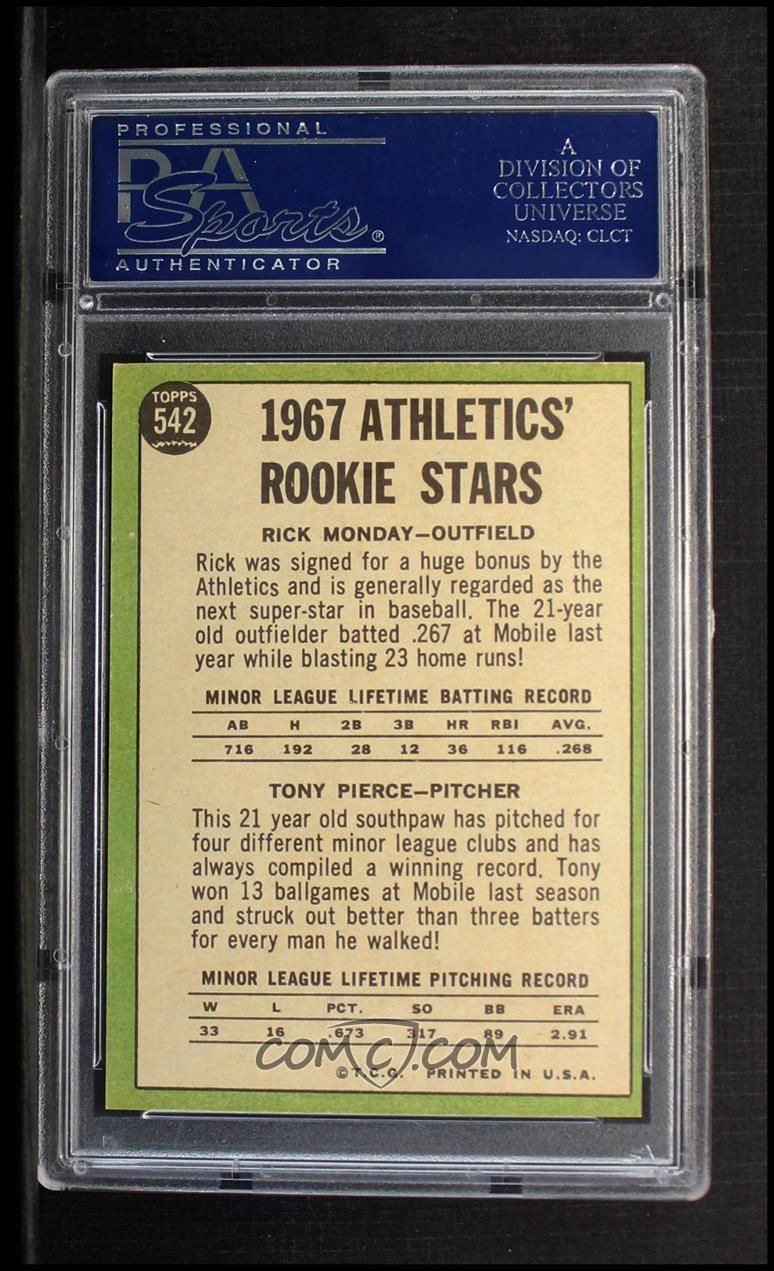 PROFESSIONAL
PSA
Sports®
AUTHENTICATOR
A
DIVISION OF
COLLECTORS
UNIVERSE
NASDAQ: CLCT
TOPPS
542
1967 ATHLETICS'
ROOKIE STARS
RICK MONDAY—OUTFIELD
Rick was signed for a huge bonus by the
Athletics and is generally regarded as the
next super-star in baseball. The 21-year
old outfielder batted .267 at Mobile last
year while blasting 23 home runs!
MINOR LEAGUE LIFETIME BATTING RECORD
AB H 2B 3B HR RBI AVG.
716 192 28 12 36 116 .268
TONY PIERCE—PITCHER
This 21 year old southpaw has pitched for
four different minor league clubs and has
always compiled a winning record. Tony
won 13 ballgames at Mobile last season
and struck out better than three batters
for every man he walked!
MINOR LEAGUE LIFETIME PITCHING RECORD
W L PCT. SO BB ERA
33 16 .673 317 89 2.91
COMC.COM
©T.C.G. PRINTED IN U.S.A.